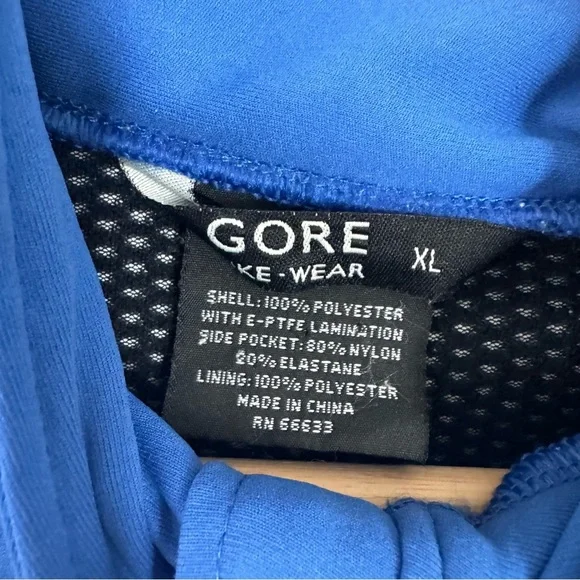 GORE XL
KE-WEAR
SHELL:100% POLYESTER
WITH E-PTFE LAMINATION
SIDE POCKET:80% NYLON
20% ELASTANE
LINING:100% POLYESTER
MADE IN CHINA
RN 66633